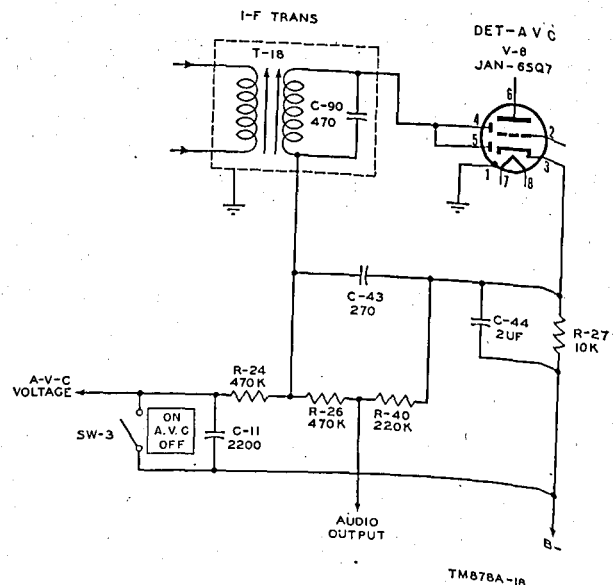 I-F TRANS
T-18
C-90
470
DET-A V C
V-8
JAN-6SQ7
6
4
5
2
3
1
7
8
C-43
270
C-44
2UF
R-27
10K
A-V-C
VOLTAGE
R-24
470K
R-26
470K
R-40
220K
SW-3
ON
A.V.C
OFF
C-11
2200
AUDIO
OUTPUT
B-
TM878A-18